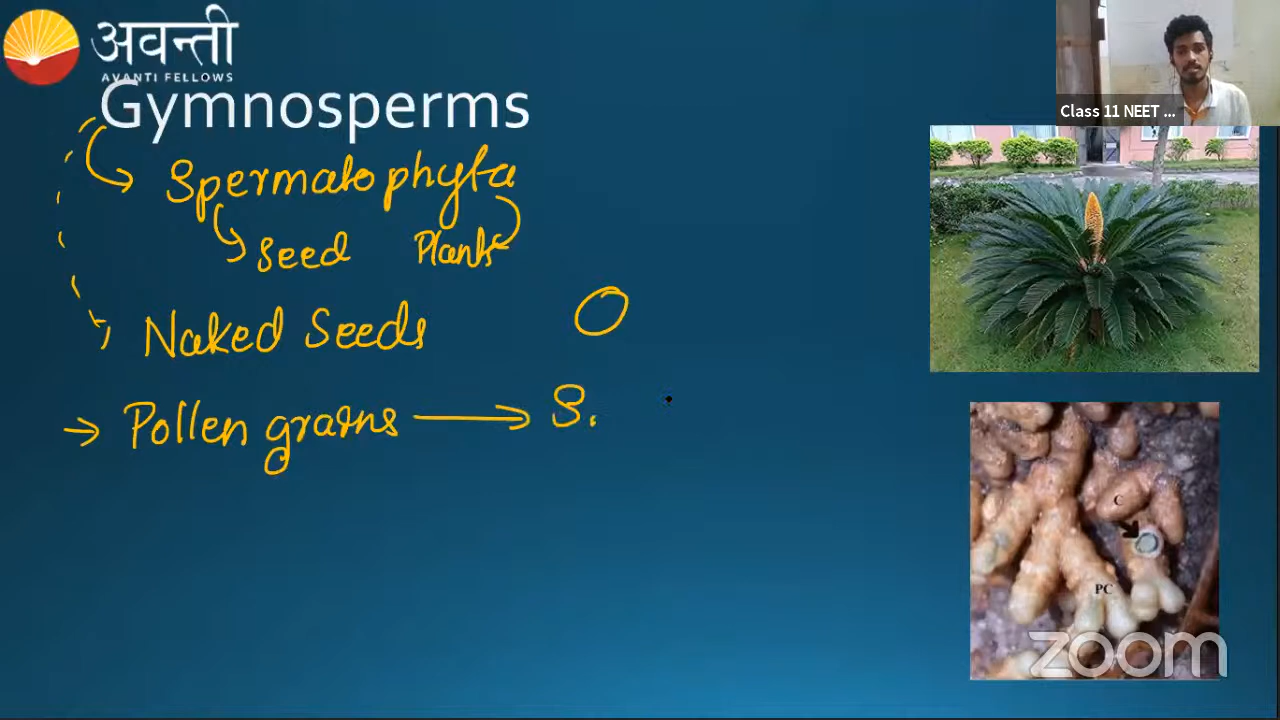 अवन्ती
AVANTI FELLOWS
Gymnosperms
Spermatophyta
Seed Plants
Naked Seeds
→ Pollen grains → S.
Class 11 NEET ...
C
PC
zoom